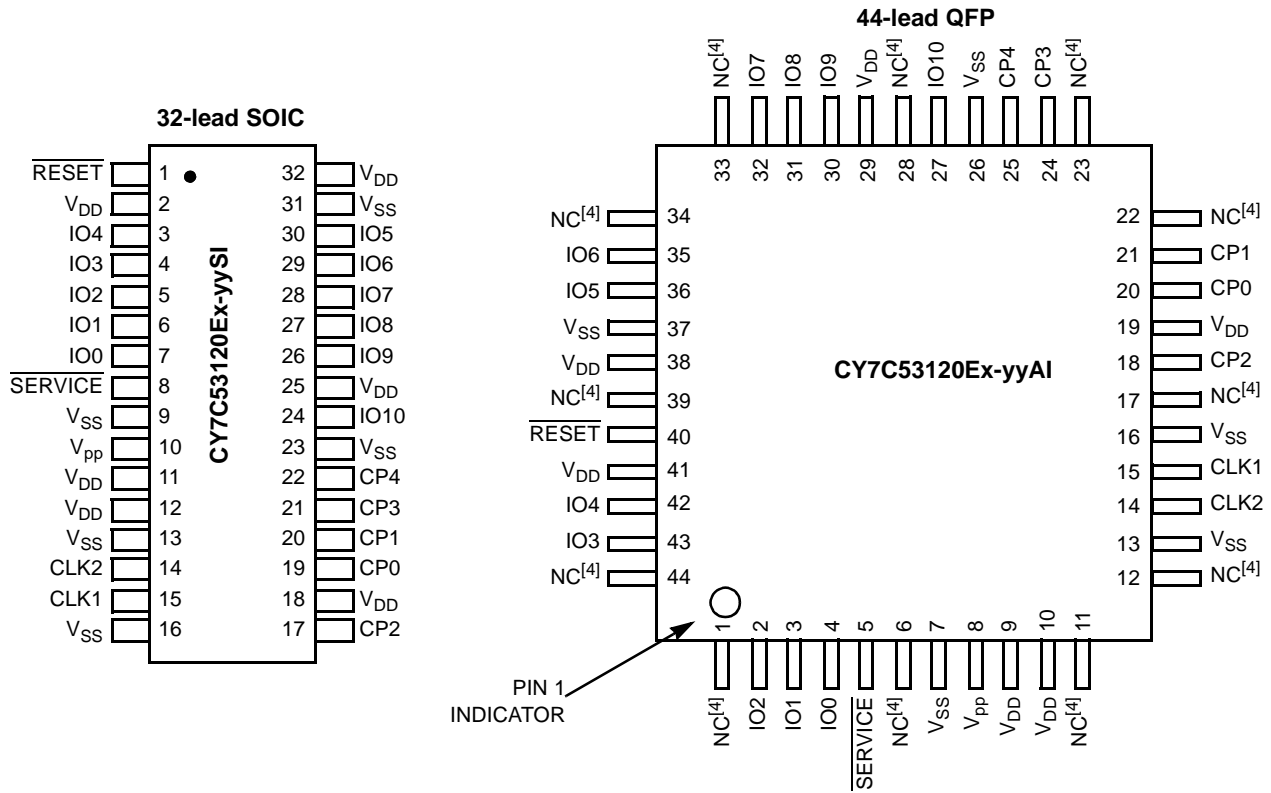 44-lead QFP
NC[4] IO7 IO8 IO9 VDD NC[4] IO10 VSS CP4 CP3 NC[4]
33 32 31 30 29 28 27 26 25 24 23
32-lead SOIC
RESET 1 32 VDD
VDD 2 31 VSS
IO4 3 30 IO5
IO3 4 29 IO6
IO2 5 28 IO7
IO1 6 27 IO8
IO0 7 26 IO9
SERVICE 8 25 VDD
VSS 9 24 IO10
Vpp 10 23 VSS
VDD 11 22 CP4
VDD 12 21 CP3
VSS 13 20 CP1
CLK2 14 19 CP0
CLK1 15 18 VDD
VSS 16 17 CP2
CY7C53120Ex-yySI
NC[4] 34 22 NC[4]
IO6 35 21 CP1
IO5 36 20 CP0
VSS 37 19 VDD
VDD 38 18 CP2
CY7C53120Ex-yyAI
NC[4] 39 17 NC[4]
RESET 40 16 VSS
VDD 41 15 CLK1
IO4 42 14 CLK2
IO3 43 13 VSS
NC[4] 44 12 NC[4]
1 2 3 4 5 6 7 8 9 10 11
NC[4] IO2 IO1 IO0 SERVICE NC[4] VSS Vpp VDD VDD NC[4]
PIN 1
INDICATOR